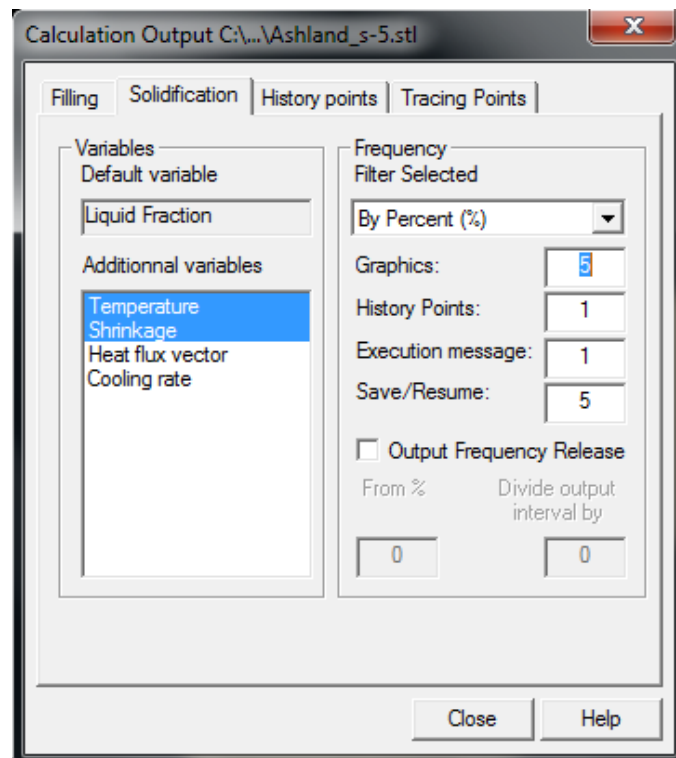 Calculation Output C:\...\Ashland_s-5.stl
X
Filling
Solidification
History points
Tracing Points
Variables
Default variable
Liquid Fraction
Additionnal variables
Temperature
Shrinkage
Heat flux vector
Cooling rate
Frequency
Filter Selected
By Percent (%)
Graphics: 5
History Points: 1
Execution message: 1
Save/Resume: 5
Output Frequency Release
From %
Divide output
interval by
0
0
Close
Help